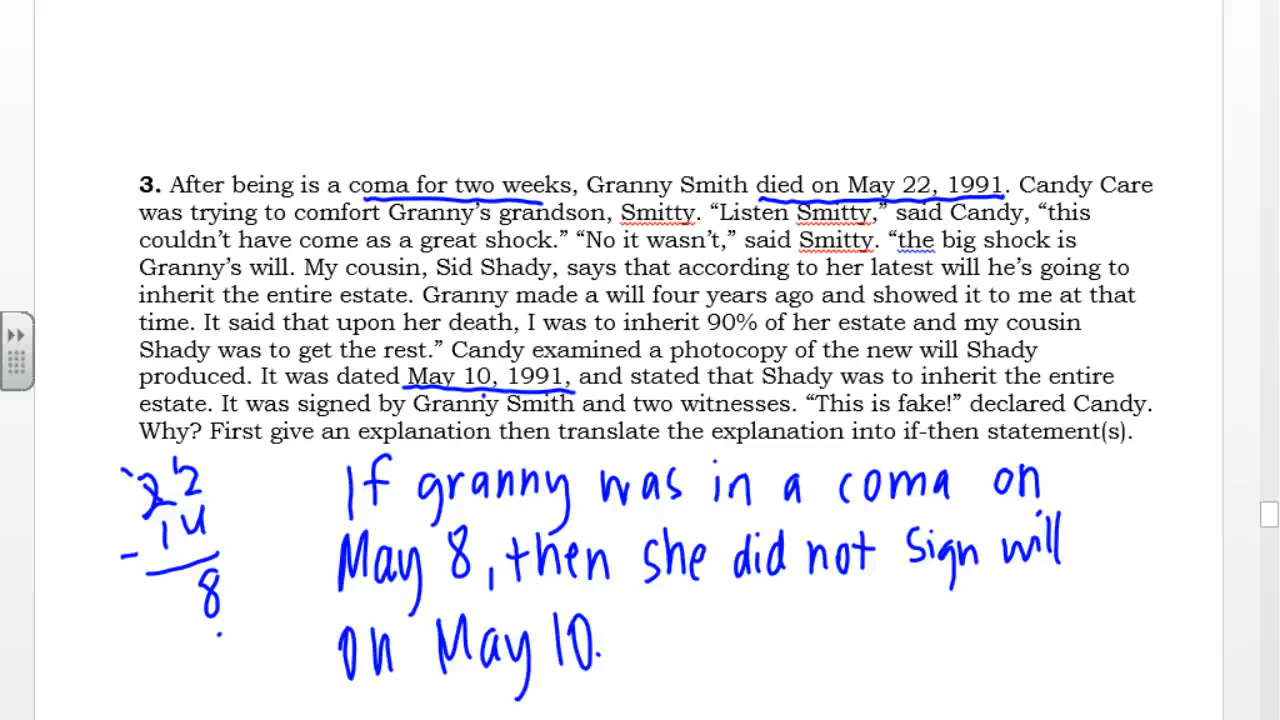 3. After being is a coma for two weeks, Granny Smith died on May 22, 1991. Candy Care
was trying to comfort Granny’s grandson, Smitty. “Listen Smitty,” said Candy, “this
couldn’t have come as a great shock.” “No it wasn’t,” said Smitty. “the big shock is
Granny’s will. My cousin, Sid Shady, says that according to her latest will he’s going to
inherit the entire estate. Granny made a will four years ago and showed it to me at that
time. It said that upon her death, I was to inherit 90% of her estate and my cousin
Shady was to get the rest.” Candy examined a photocopy of the new will Shady
produced. It was dated May 10, 1991, and stated that Shady was to inherit the entire
estate. It was signed by Granny Smith and two witnesses. “This is fake!” declared Candy.
Why? First give an explanation then translate the explanation into if-then statement(s).
22
- 14
8
If granny was in a coma on
May 8, then she did not sign will
on May 10.